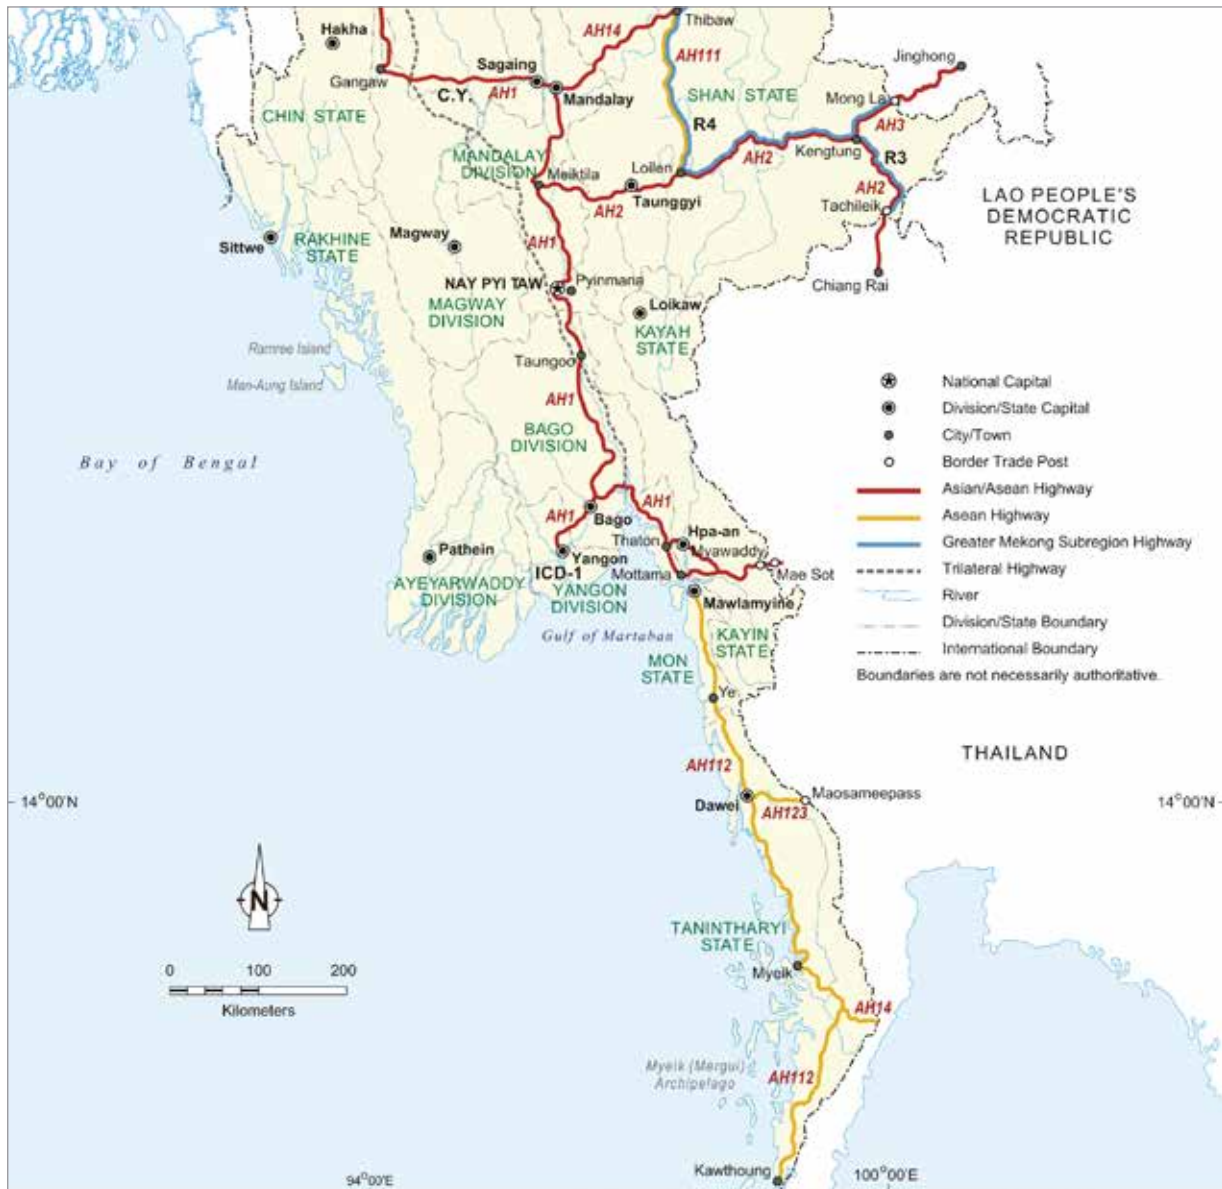 Thibaw
Hakha
AH14
AH111
Jinghong
Gangaw
Sagaing
C.Y.
AH1
Mandalay
SHAN STATE
Mong La
CHIN STATE
R4
AH3
MANDALAY
DIVISION
Meiktila
Loilen
AH2
Kengtung
R3
AH2
Taunggyi
AH2
Tachileik
LAO PEOPLE'S
DEMOCRATIC
REPUBLIC
Sittwe
RAKHINE
STATE
Magway
AH1
NAY PYI TAW
Pyinmana
Chiang Rai
MAGWAY
DIVISION
Loikaw
KAYAH
STATE
Ramree Island
Taungoo
Man-Aung Island
AH1
BAGO
DIVISION
Bay of Bengal
National Capital
Division/State Capital
City/Town
Border Trade Post
Asian/Asean Highway
Asean Highway
Greater Mekong Subregion Highway
Trilateral Highway
River
Division/State Boundary
International Boundary
Boundaries are not necessarily authoritative.
AH1
AH1
Bago
Hpa-an
Thaton
Myawaddy
Pathein
Yangon
ICD-1
Mottama
Mae Sot
AYEYARWADDY
DIVISION
YANGON
DIVISION
Mawlamyine
Gulf of Martaban
KAYIN
STATE
MON
STATE
Ye
THAILAND
AH112
14°00'N
Dawei
Maosameepass
14°00'N
AH123
N
TANINTHARYI
STATE
Myeik
0 100 200
Kilometers
AH14
Myeik (Mergui)
Archipelago
AH112
Kawthoung
94°00'E
100°00'E